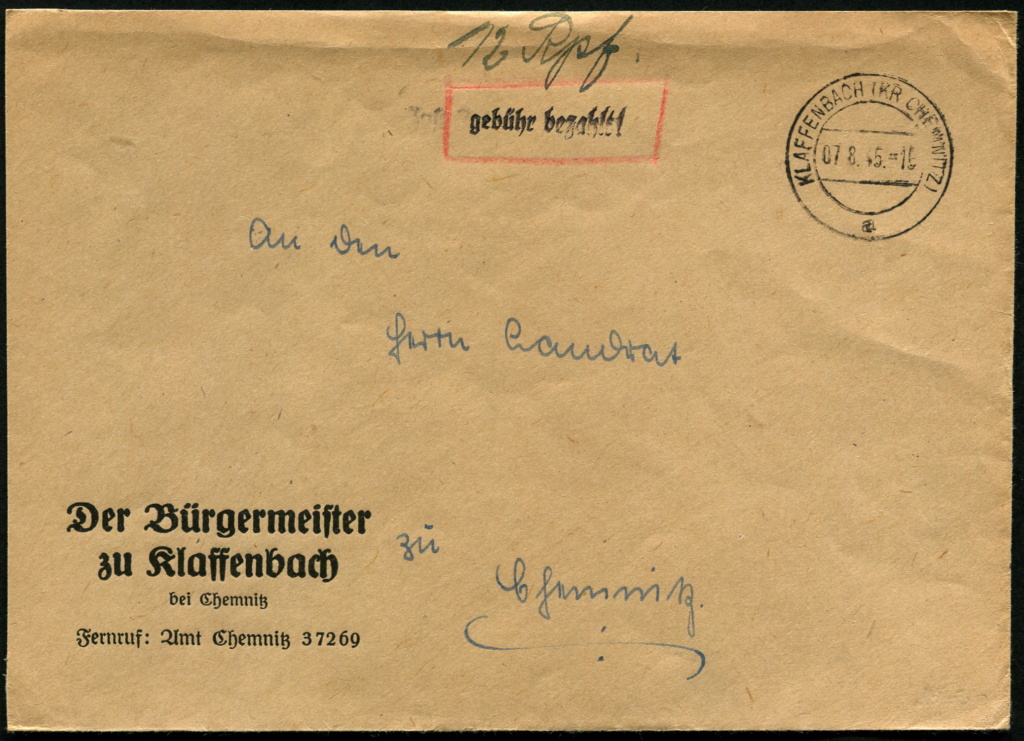 12 Rpf.
gebühr bezahlt!
KLAFFENBACH (KR CHEMNITZ)
07.8.45.=16
a
An den
Herrn Landrat
zu
Chemnitz.
Der Bürgermeister
zu Klaffenbach
bei Chemnitz
Fernruf: Amt Chemnitz 37269